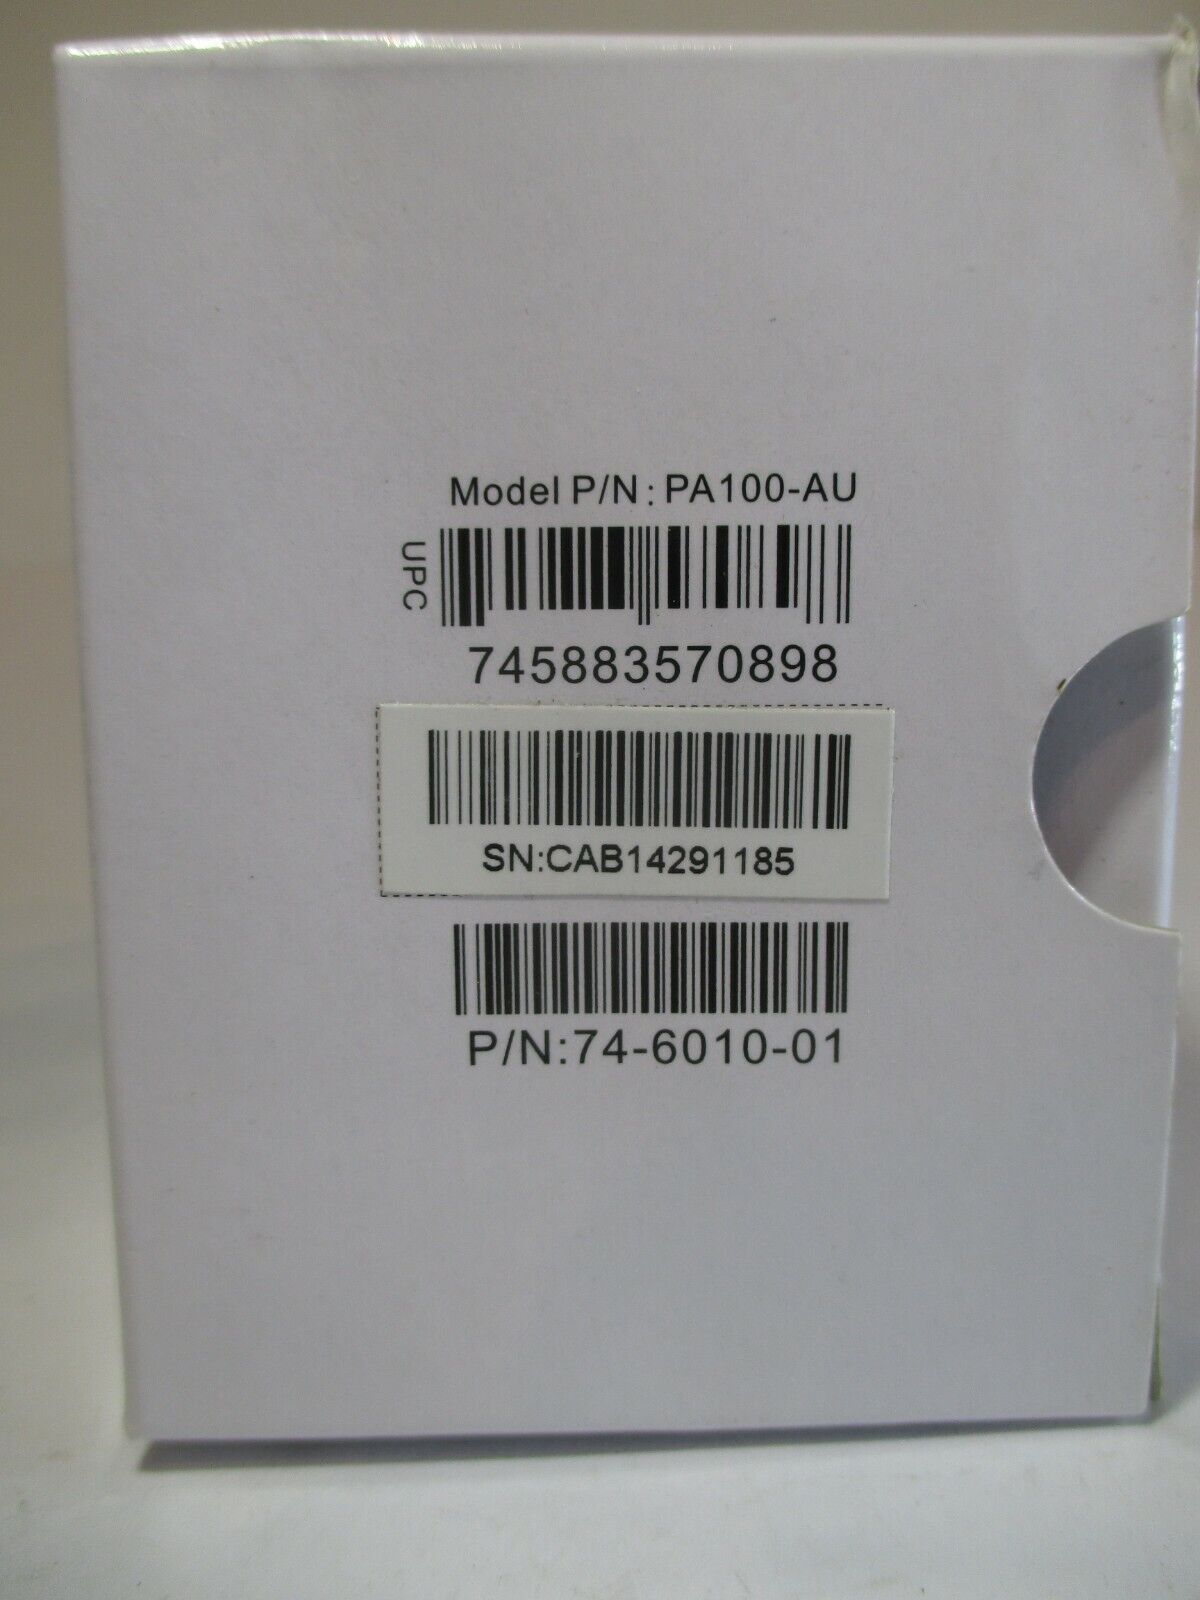 Model P/N: PA100-AU
UPC
745883570898
SN:CAB14291185
P/N:74-6010-01